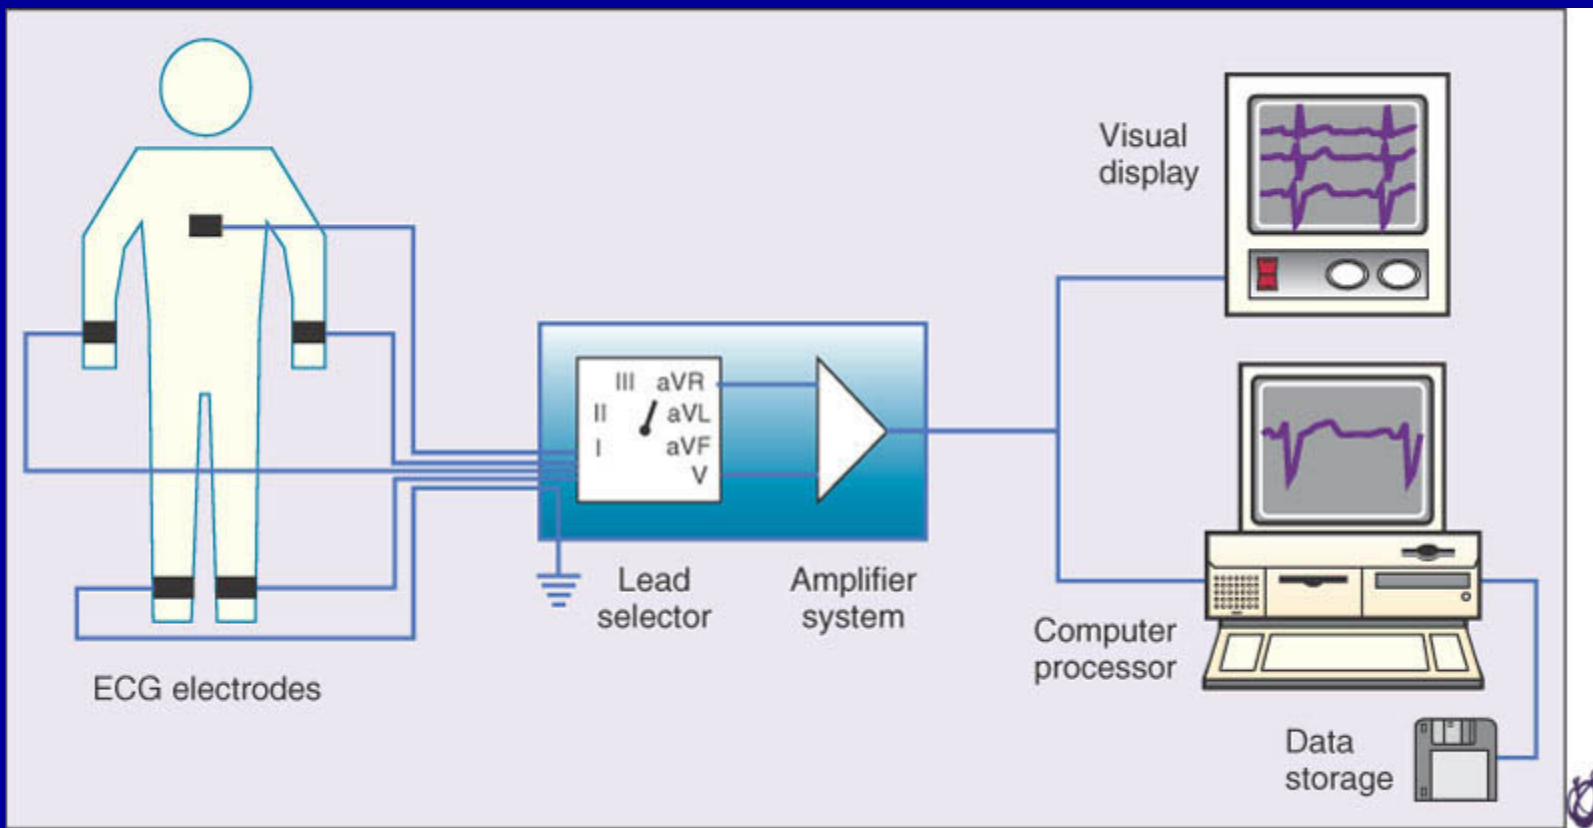 Visual
display
III aVR
II aVL
I aVF
V
Lead
selector
Amplifier
system
Computer
processor
ECG electrodes
Data
storage